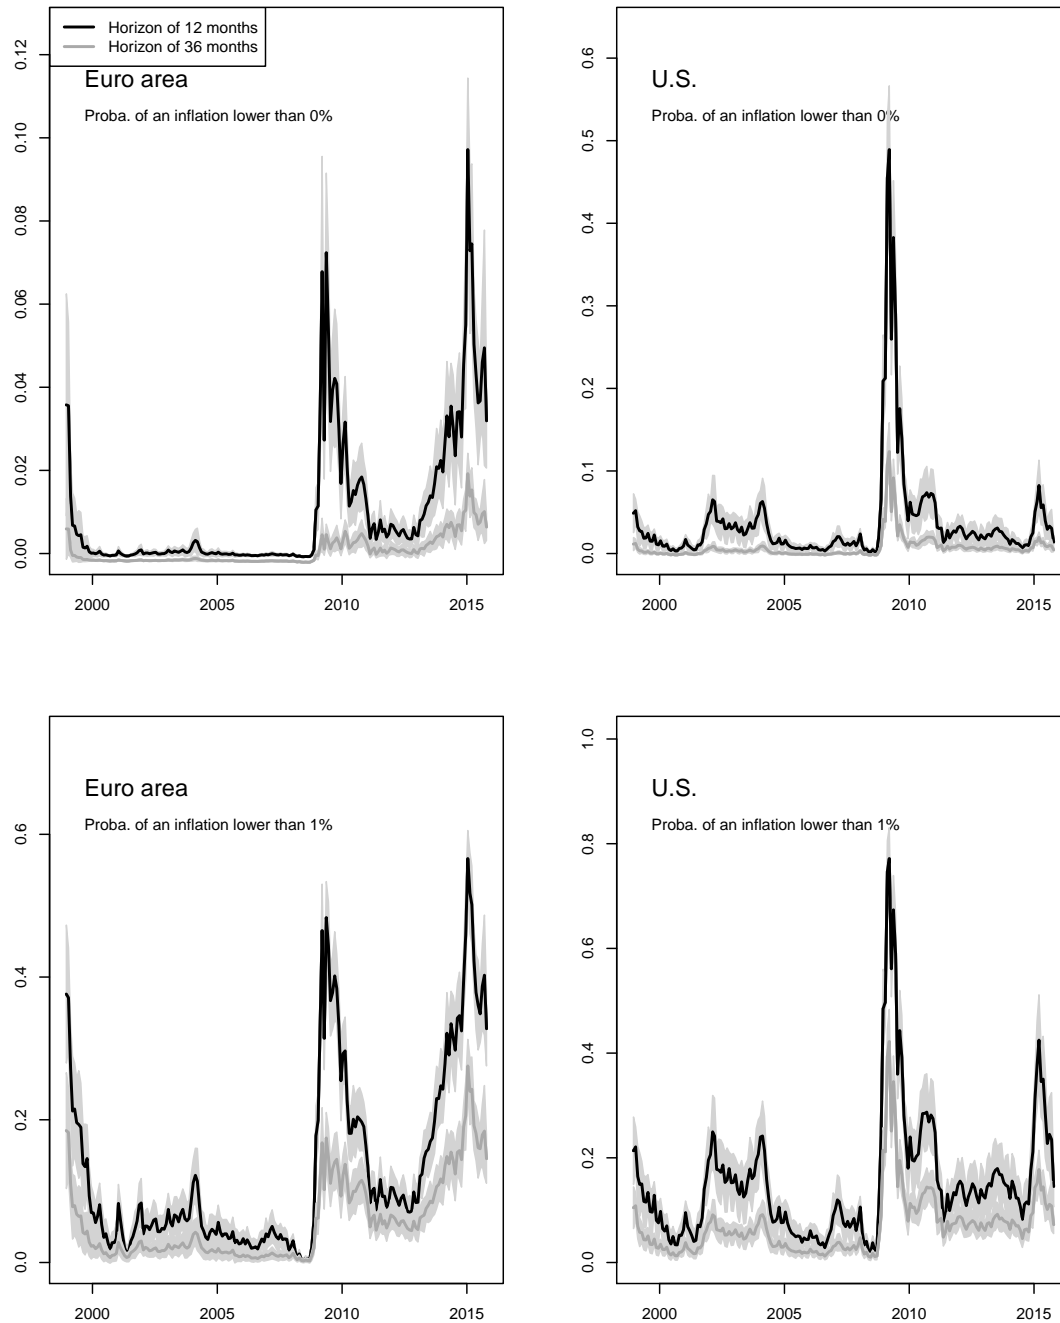 Horizon of 12 months
Horizon of 36 months
Euro area
Proba. of an inflation lower than 0%
0.00 0.02 0.04 0.06 0.08 0.10 0.12
2000 2005 2010 2015
U.S.
Proba. of an inflation lower than 0%
0.0 0.1 0.2 0.3 0.4 0.5 0.6
2000 2005 2010 2015
Euro area
Proba. of an inflation lower than 1%
0.0 0.2 0.4 0.6
2000 2005 2010 2015
U.S.
Proba. of an inflation lower than 1%
0.0 0.2 0.4 0.6 0.8 1.0
2000 2005 2010 2015